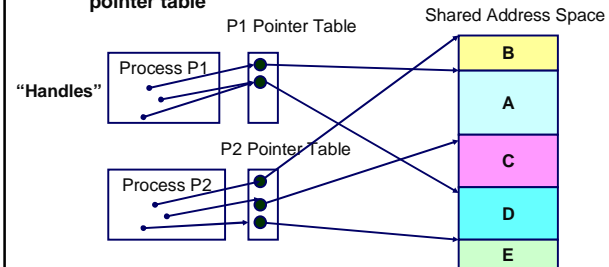 pointer table
Shared Address Space
P1 Pointer Table
B
Process P1
“Handles”
A
P2 Pointer Table
C
Process P2
D
E